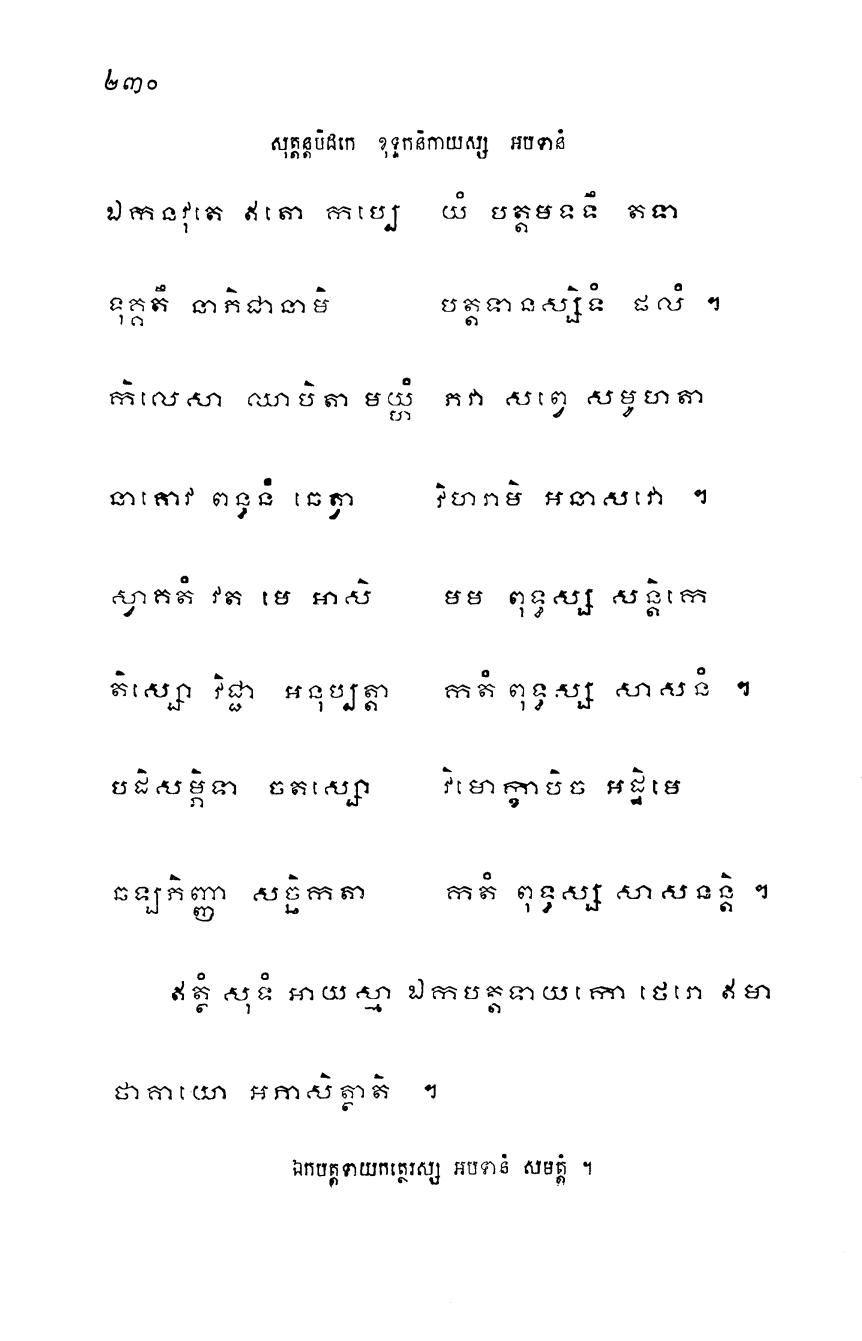 ២៣០
សុត្តន្តបិដកេ ខុទ្ទកនិកាយស្ស អបទានំ
ឯកនវុតេ ឥតោ កប្បេ យំ បត្តមទទឹ តទា
ទុក្កតឹ នាភិជានាមិ បត្តទានស្សិទំ ផលំ ។
កិលេសា ឈាបិតា មយ្ហំ ភវា សព្វេ សមូហតា
នាគោវ ពន្ធនំ ឆេត្វា វិហរាមិ អនាសវោ ។
ស្វាគតំ វត មេ អាសិ មម ពុទ្ធស្ស សន្តិកេ
តិស្សោ វិជ្ជា អនុប្បត្តា កតំ ពុទ្ធស្ស សាសនំ ។
បដិសម្ភិទា ចតស្សោ វិមោក្ខាបិច អដ្ឋិមេ
ឆឡភិញ្ញា សច្ឆិកតា កតំ ពុទ្ធស្ស សាសនន្តិ ។
ឥត្ថំ សុទំ អាយស្មា ឯកបត្តទាយកោ ថេរោ ឥមា
ថាគាយោ អភាសិត្ថាតិ ។
ឯកបត្តទាយកត្ថេរស្ស អបទានំ សមត្តំ ។